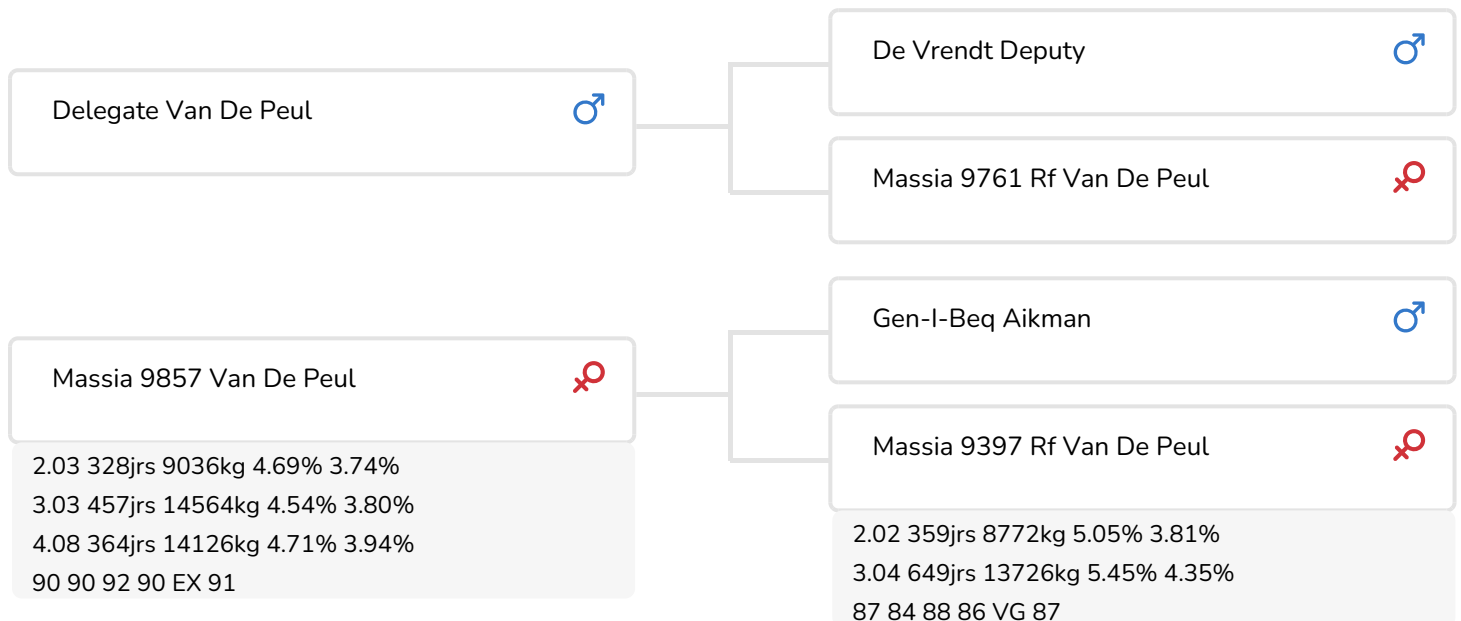 Delegate Van De Peul
De Vrendt Deputy
Massia 9761 Rf Van De Peul
Massia 9857 Van De Peul
2.03 328jrs 9036kg 4.69% 3.74%
3.03 457jrs 14564kg 4.54% 3.80%
4.08 364jrs 14126kg 4.71% 3.94%
90 90 92 90 EX 91
Gen-I-Beq Aikman
Massia 9397 Rf Van De Peul
2.02 359jrs 8772kg 5.05% 3.81%
3.04 649jrs 13726kg 5.45% 4.35%
87 84 88 86 VG 87